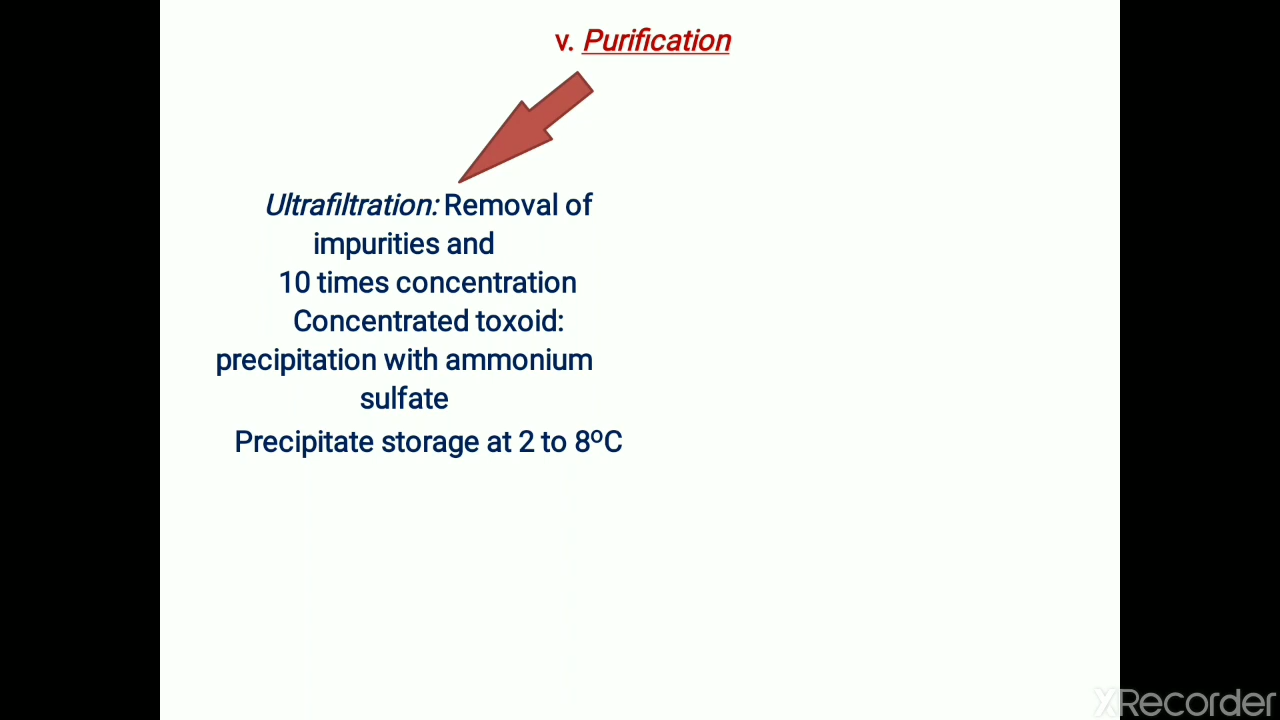 v. Purification
Ultrafiltration: Removal of
impurities and
10 times concentration
Concentrated toxoid:
precipitation with ammonium
sulfate
Precipitate storage at 2 to 8⁰C
XRecorder